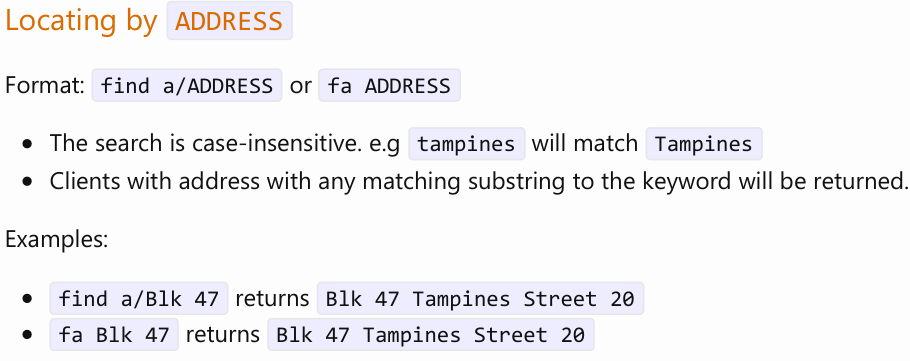 Locating by ADDRESS
Format: find a/ADDRESS or fa ADDRESS
• The search is case-insensitive. e.g tampines will match Tampines
• Clients with address with any matching substring to the keyword will be returned.
Examples:
• find a/Blk 47 returns Blk 47 Tampines Street 20
• fa Blk 47 returns Blk 47 Tampines Street 20